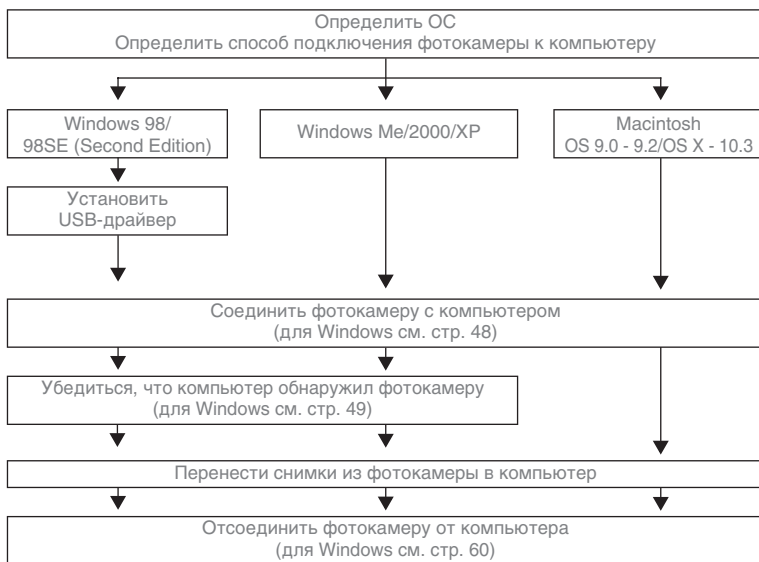 Определить ОС
Определить способ подключения фотокамеры к компьютеру
Windows 98/
98SE (Second Edition)
Windows Me/2000/XP
Macintosh
OS 9.0 - 9.2/OS X - 10.3
Установить
USB-драйвер
Соединить фотокамеру с компьютером
(для Windows см. стр. 48)
Убедиться, что компьютер обнаружил фотокамеру
(для Windows см. стр. 49)
Перенести снимки из фотокамеры в компьютер
Отсоединить фотокамеру от компьютера
(для Windows см. стр. 60)